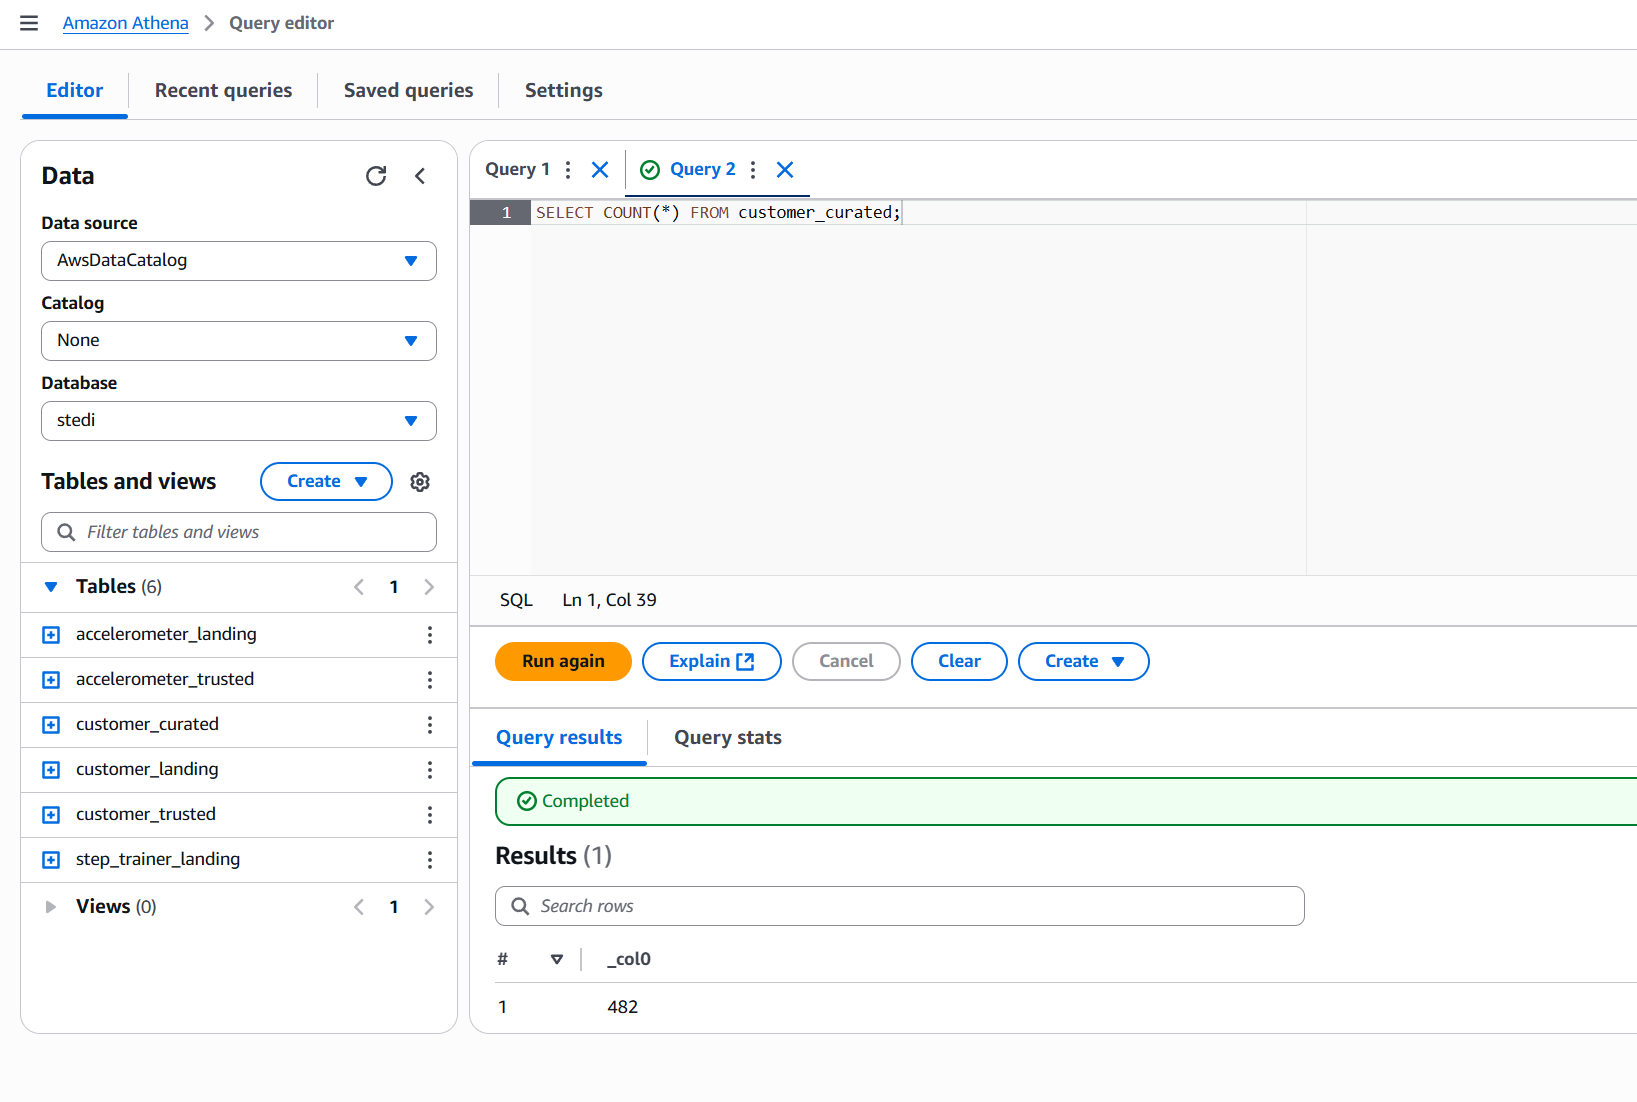 Amazon Athena > Query editor
Editor
Recent queries
Saved queries
Settings
Data
Data source
AwsDataCatalog
Catalog
None
Database
stedi
Tables and views
Create
Filter tables and views
Tables (6)
1
accelerometer_landing
accelerometer_trusted
customer_curated
customer_landing
customer_trusted
step_trainer_landing
Views (0)
1
Query 1
Query 2
1 SELECT COUNT(*) FROM customer_curated;
SQL Ln 1, Col 39
Run again
Explain
Cancel
Clear
Create
Query results
Query stats
Completed
Results (1)
Search rows
# _col0
1 482